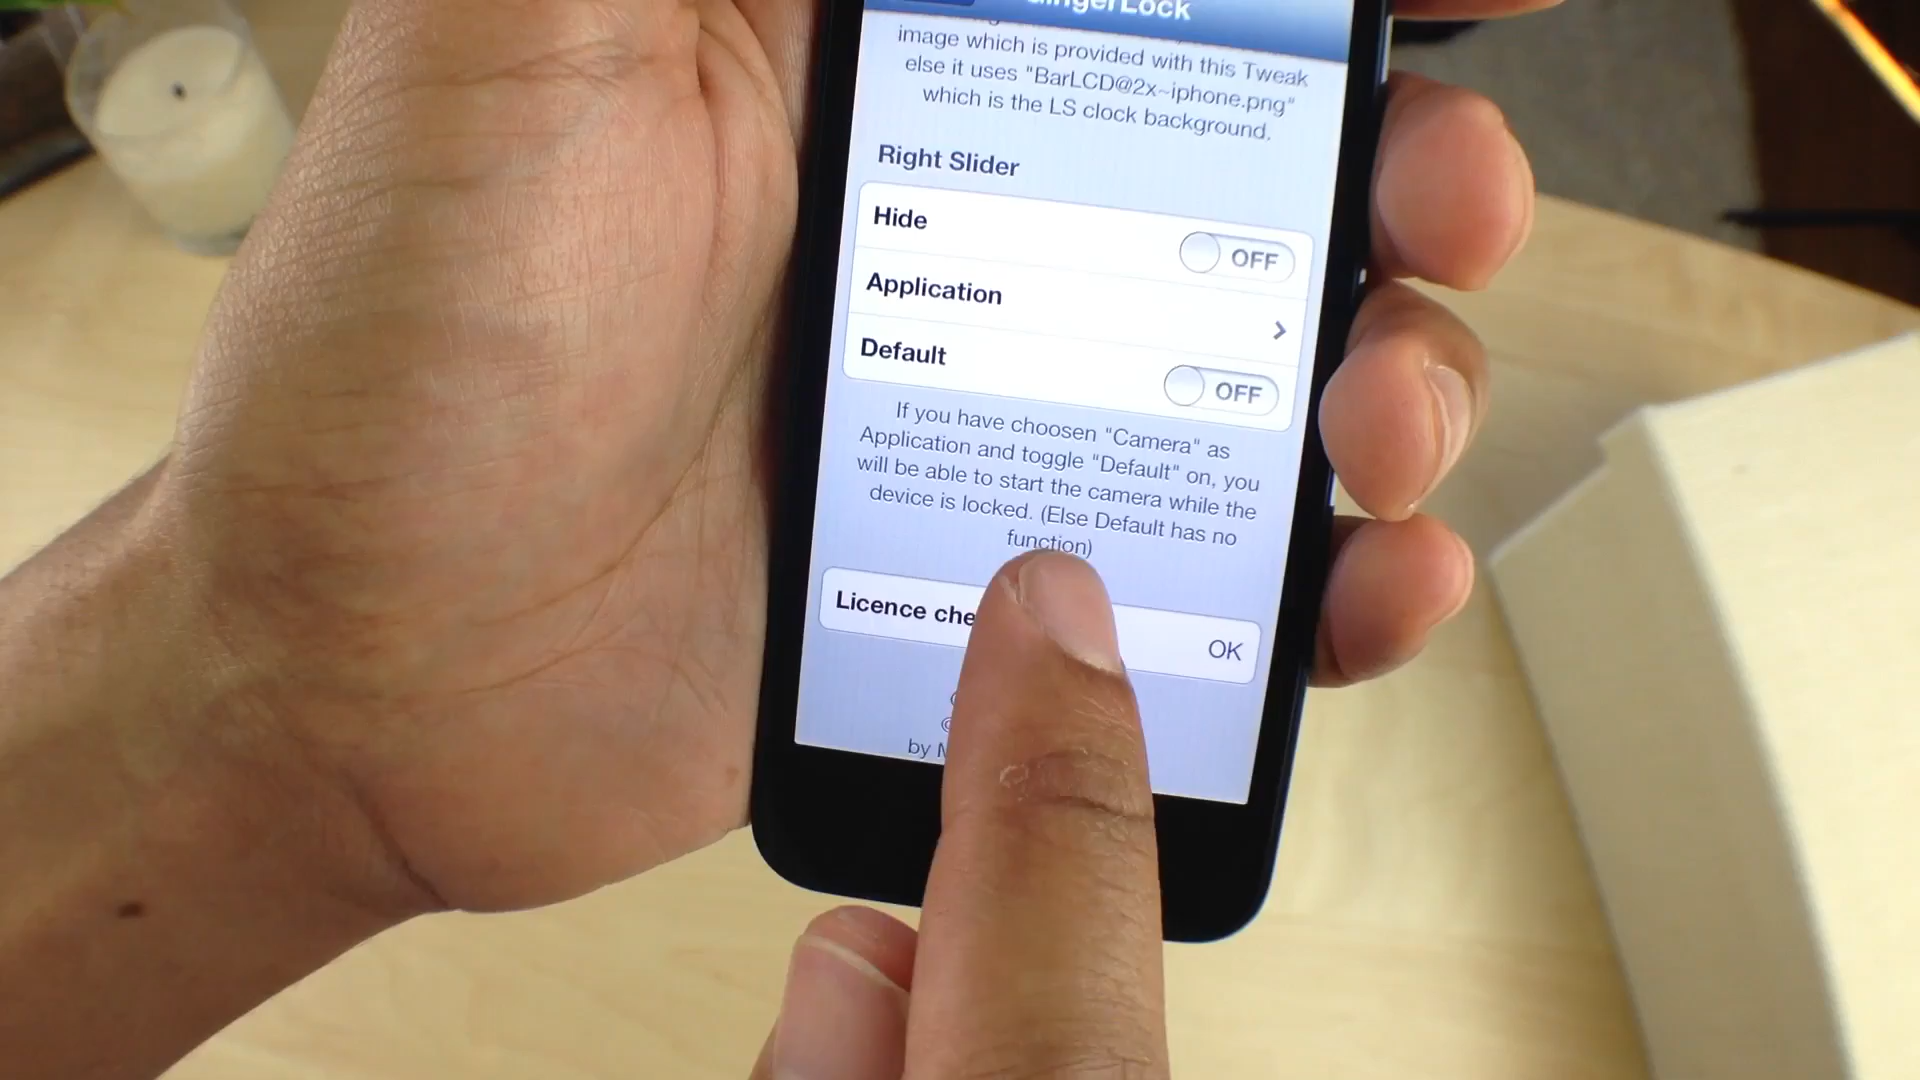 GingerLock
image which is provided with this Tweak
else it uses "BarLCD@2x~iphone.png"
which is the LS clock background.
Right Slider
Hide
OFF
Application
Default
OFF
If you have choosen "Camera" as
Application and toggle "Default" on, you
will be able to start the camera while the
device is locked. (Else Default has no
function)
Licence
OK
by